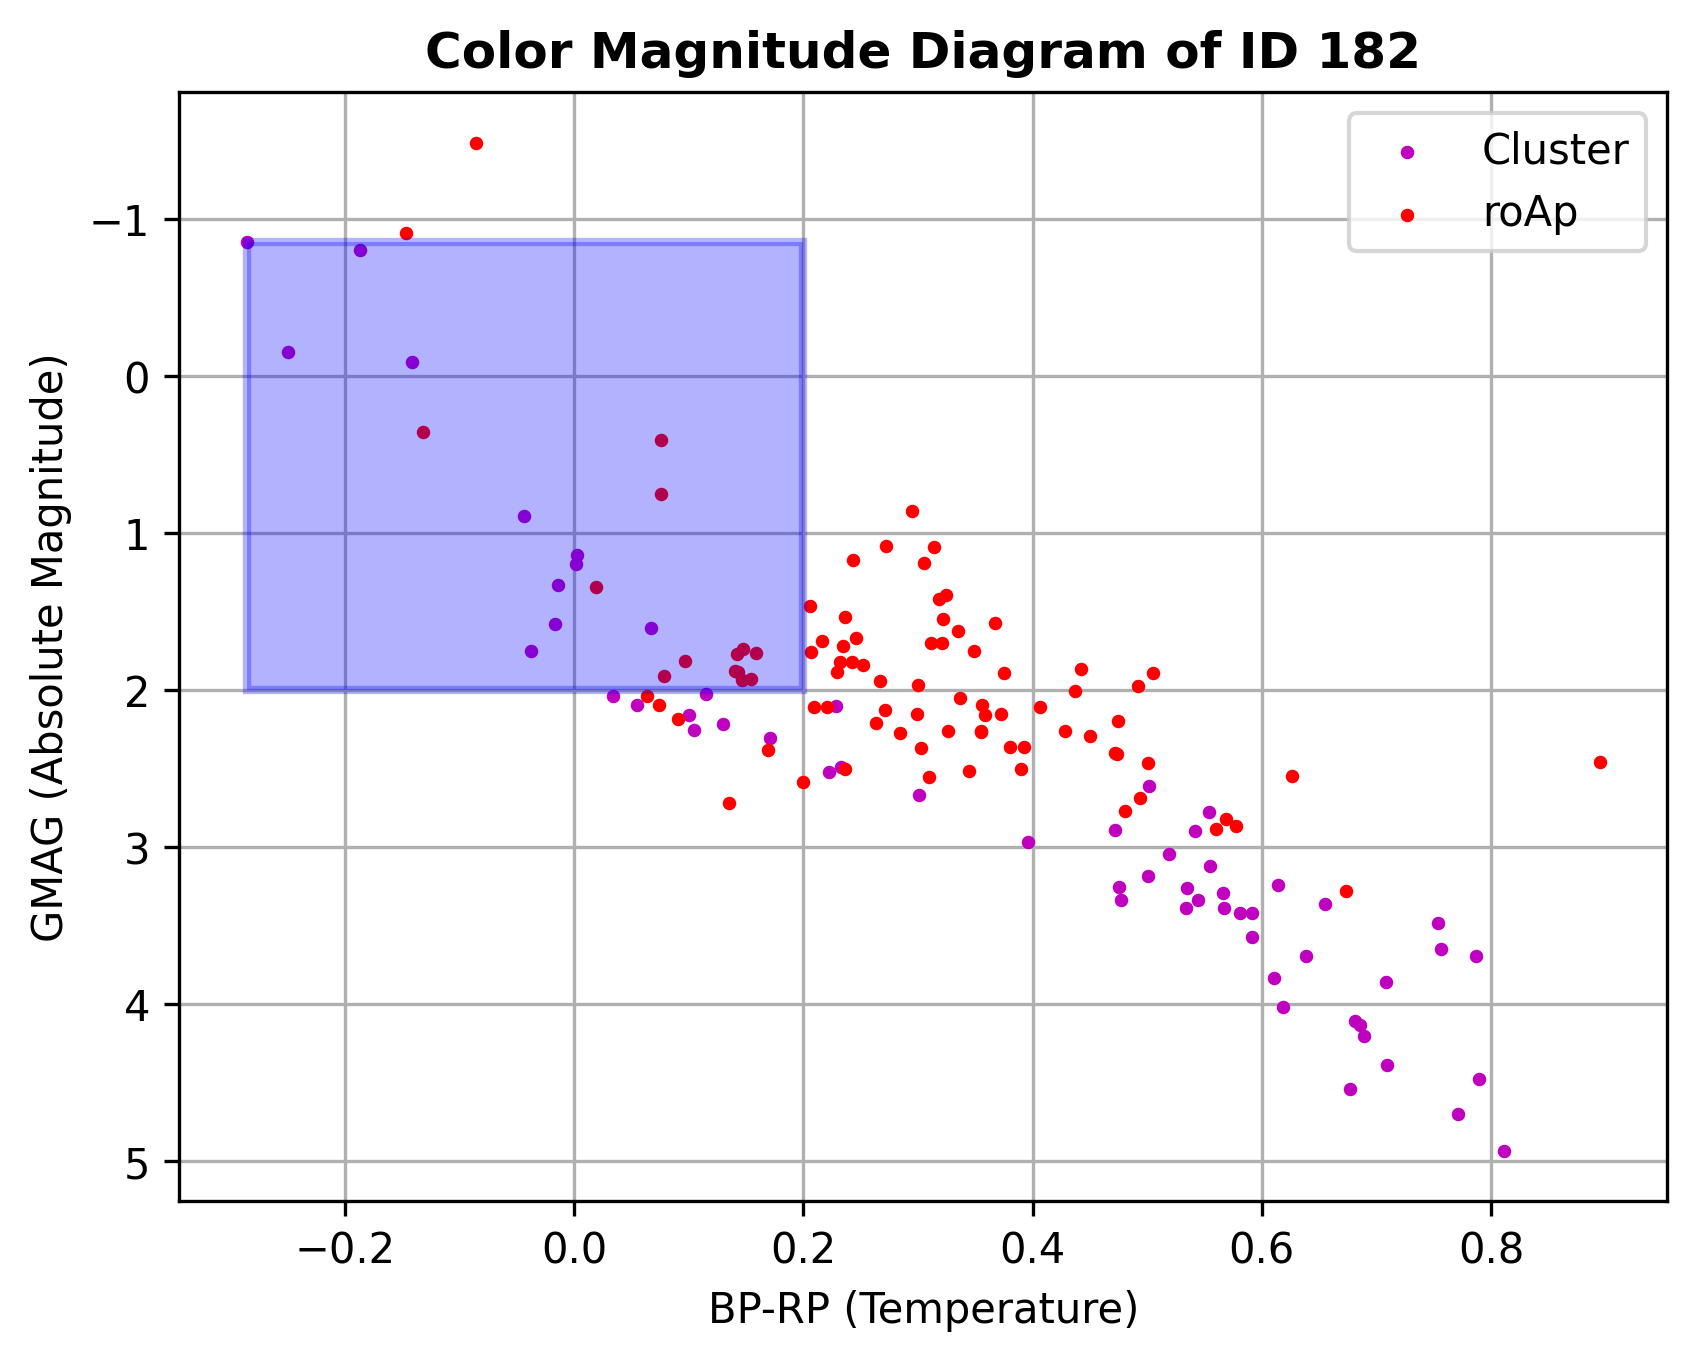 Color Magnitude Diagram of ID 182
Cluster
roAp
GMAG (Absolute Magnitude)
−1
0
1
2
3
4
5
−0.2 0.0 0.2 0.4 0.6 0.8
BP-RP (Temperature)